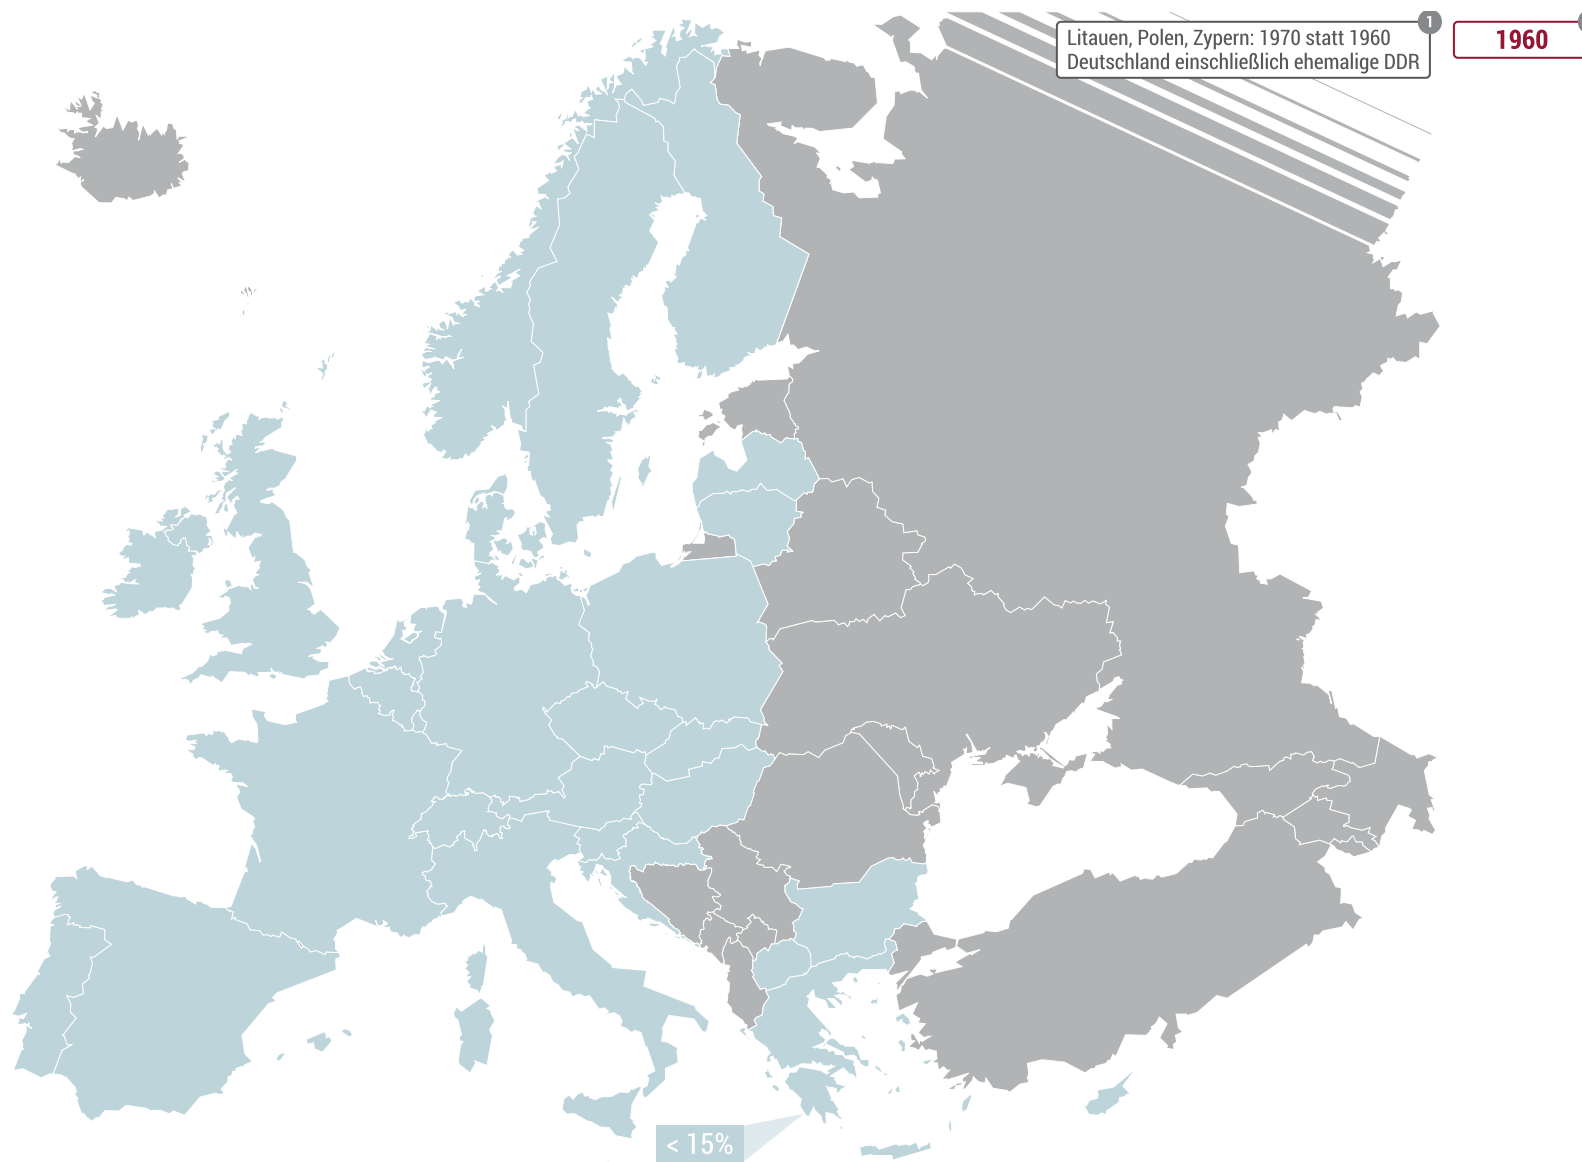 1
Litauen, Polen, Zypern: 1970 statt 1960
Deutschland einschließlich ehemalige DDR
1960
< 15%